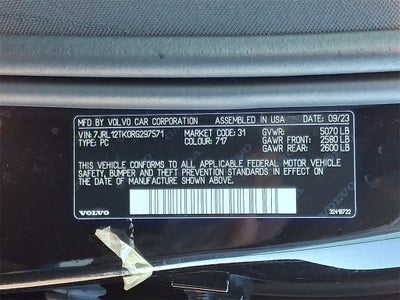 MFD. BY VOLVO CAR CORPORATION ASSEMBLED IN USA DATE: 09/23
VIN: 7JRL12TK0RG297571 MARKET CODE: 31 GVWR: 5070 LB
TYPE: PC COLOUR: 717 GAWR FRONT: 2580 LB
GAWR REAR: 2600 LB
THIS VEHICLE CONFORMS TO ALL APPLICABLE FEDERAL MOTOR VEHICLE
SAFETY, BUMPER AND THEFT PREVENTION STANDARDS IN EFFECT ON
THE DATE OF MANUFACTURE SHOWN ABOVE.
VOLVO 32416722